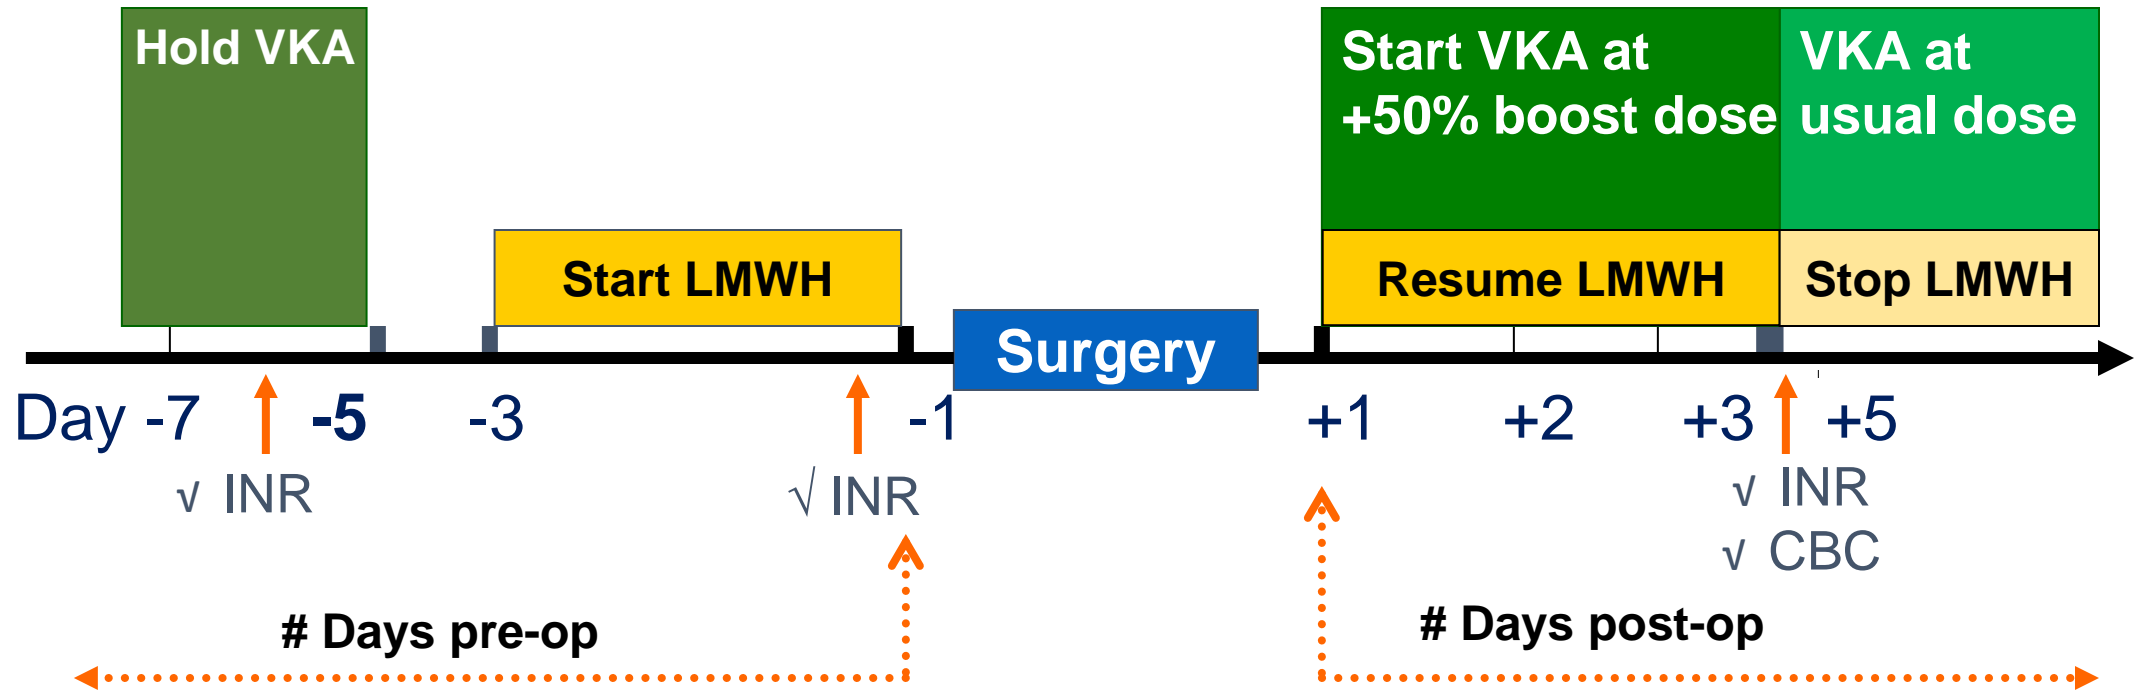 Hold VKA
Start VKA at
+50% boost dose
VKA at
usual dose
Start LMWH
Resume LMWH
Stop LMWH
Surgery
Day -7 -5 -3 -1 +1 +2 +3 +5
√ INR
√ INR
√ INR
√ CBC
# Days pre-op
# Days post-op